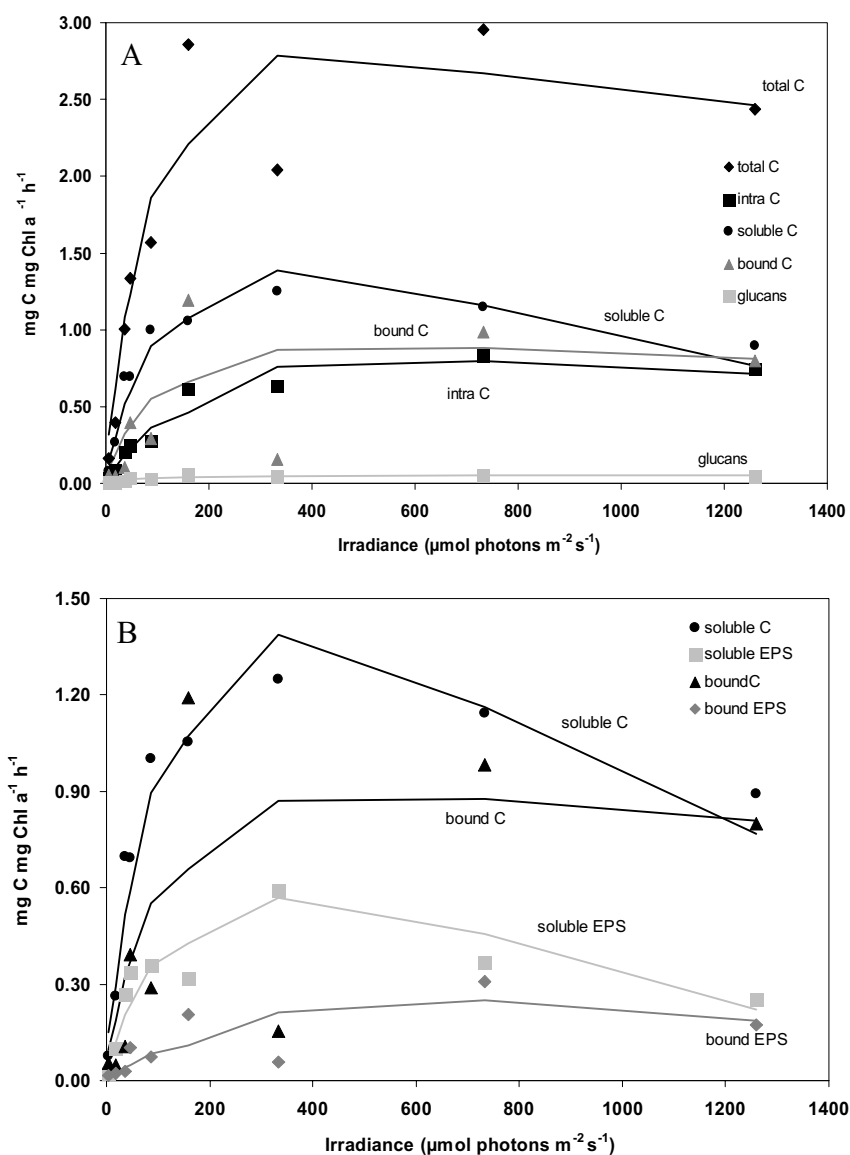 A
3.00
2.50
2.00
1.50
1.00
0.50
0.00
mg C mg Chl a ⁻¹ h⁻¹
total C
total C
intra C
soluble C
bound C
glucans
soluble C
bound C
intra C
glucans
0 200 400 600 800 1000 1200 1400
Irradiance (µmol photons m⁻² s⁻¹)
B
1.50
1.20
0.90
0.60
0.30
0.00
mg C mg Chl a⁻¹ h⁻¹
soluble C
soluble EPS
boundC
bound EPS
soluble C
bound C
soluble EPS
bound EPS
0 200 400 600 800 1000 1200 1400
Irradiance (µmol photons m⁻² s⁻¹)